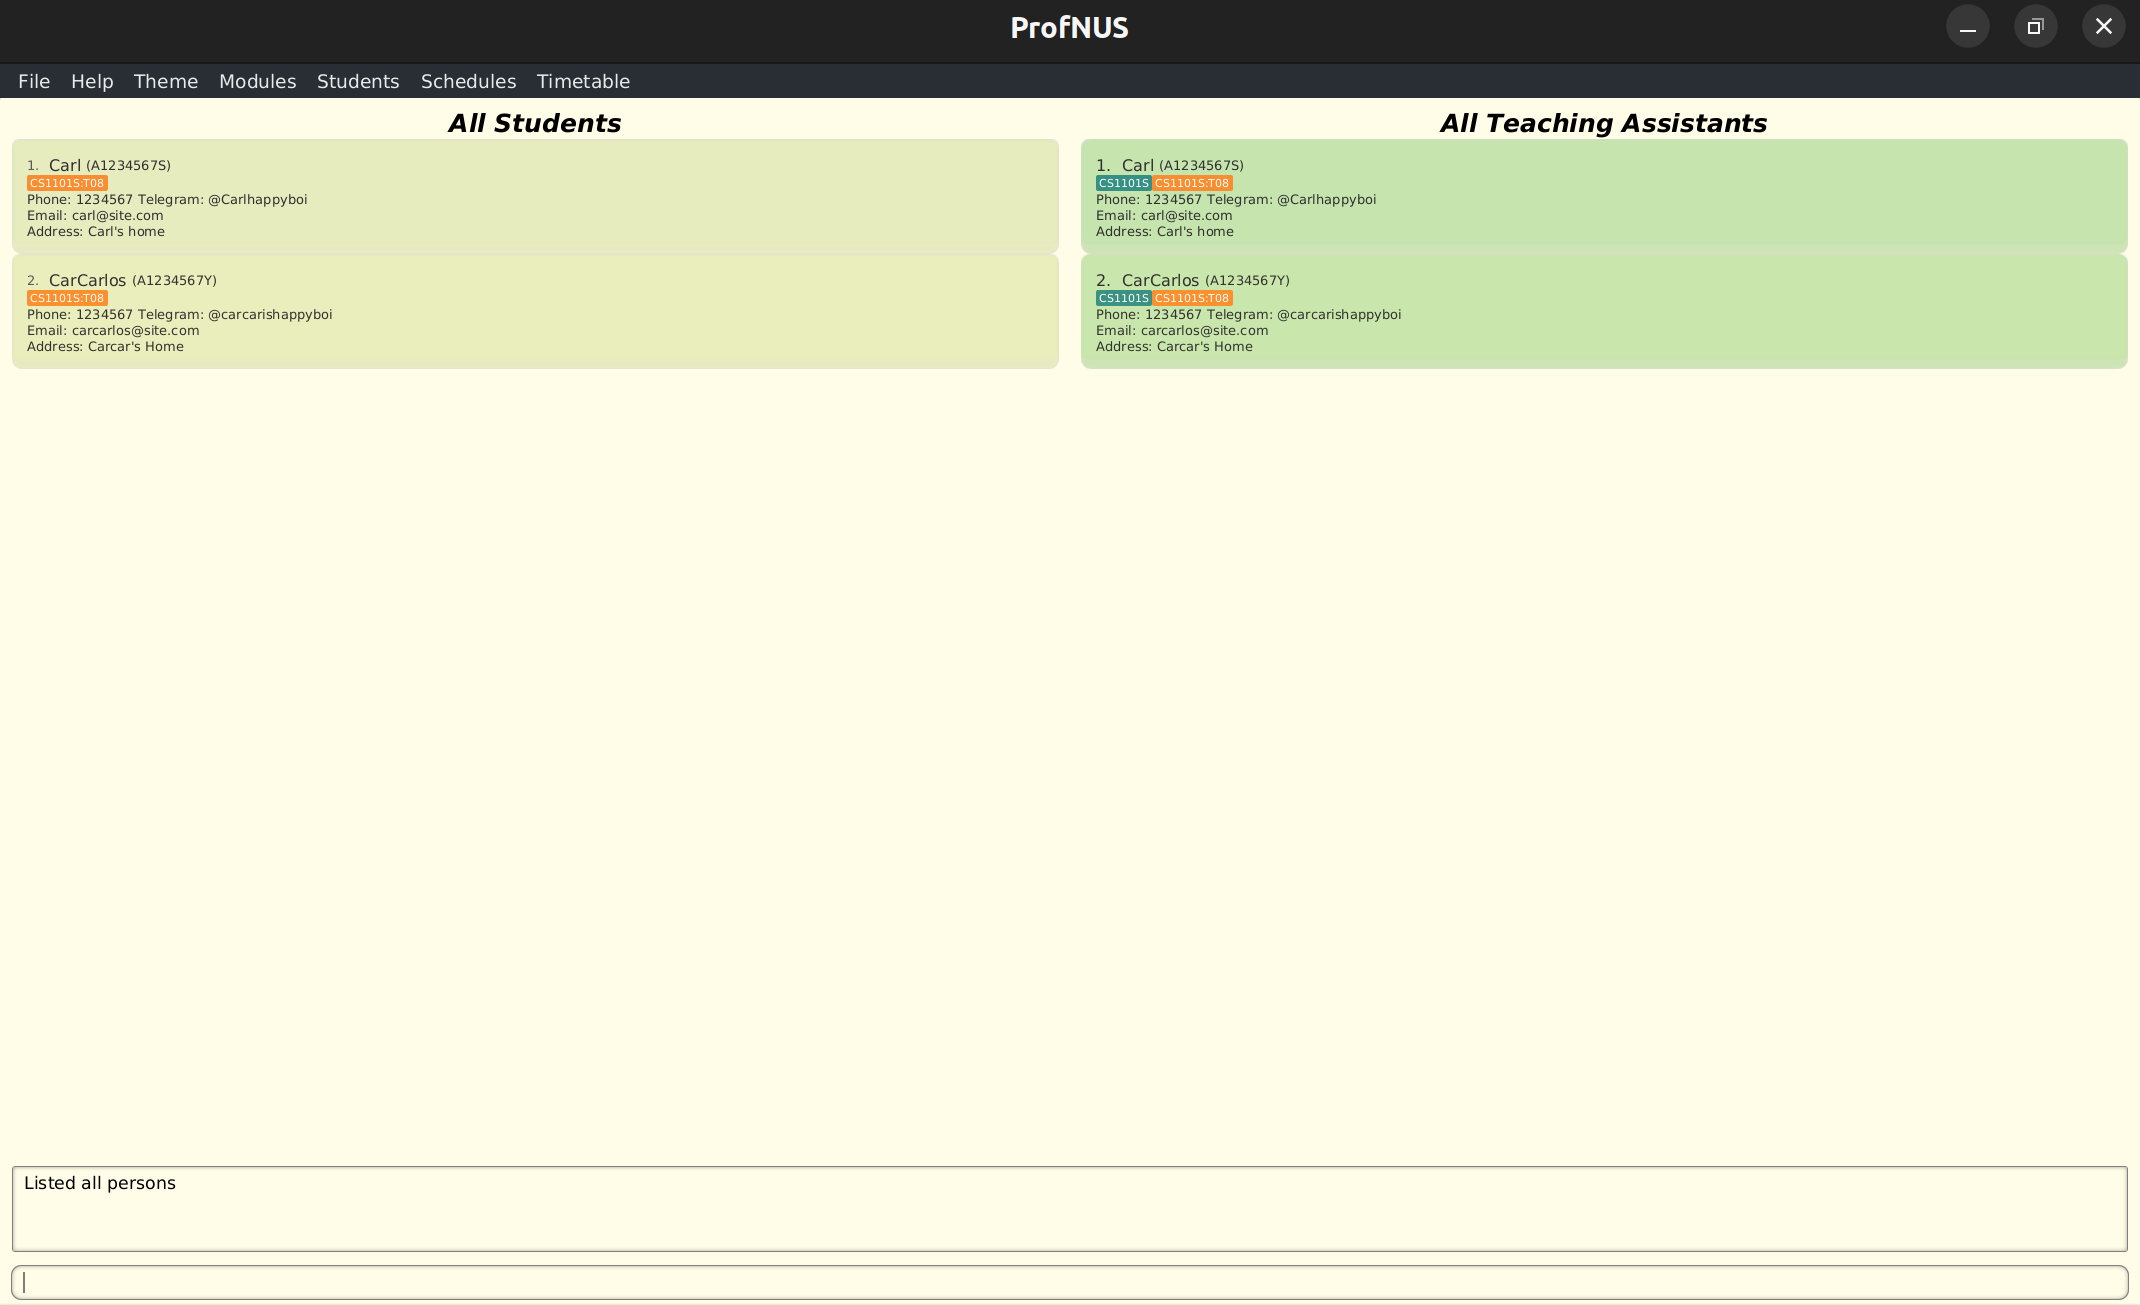 ProfNUS
File Help Theme Modules Students Schedules Timetable
All Students
1. Carl (A1234567S)
CS1101S:T08
Phone: 1234567 Telegram: @Carlhappyboi
Email: carl@site.com
Address: Carl's home
2. CarCarlos (A1234567Y)
CS1101S:T08
Phone: 1234567 Telegram: @carcarishappyboi
Email: carcarlos@site.com
Address: Carcar's Home
All Teaching Assistants
1. Carl (A1234567S)
CS1101S CS1101S:T08
Phone: 1234567 Telegram: @Carlhappyboi
Email: carl@site.com
Address: Carl's home
2. CarCarlos (A1234567Y)
CS1101S CS1101S:T08
Phone: 1234567 Telegram: @carcarishappyboi
Email: carcarlos@site.com
Address: Carcar's Home
Listed all persons